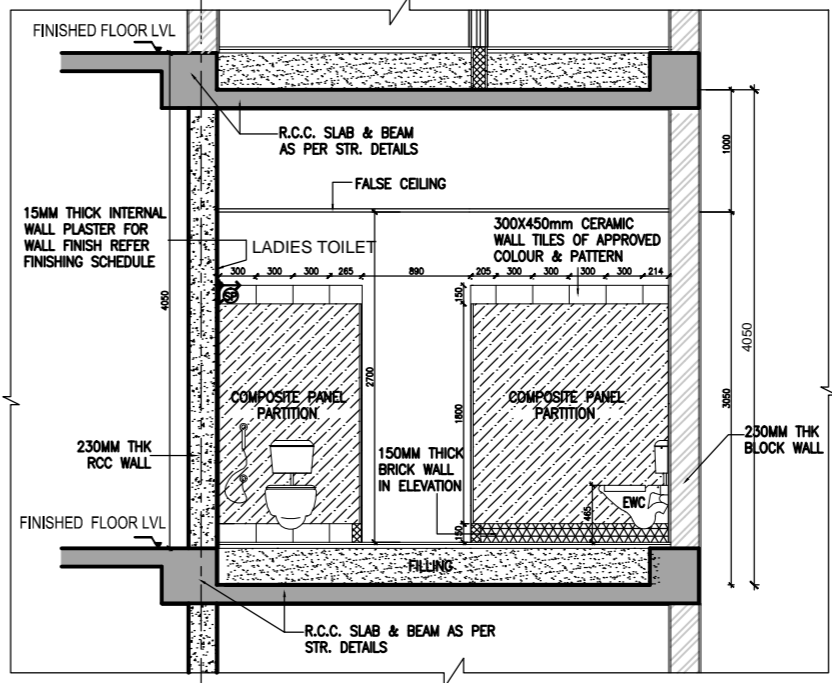 FINISHED FLOOR LVL
R.C.C. SLAB & BEAM
AS PER STR. DETAILS
1000
FALSE CEILING
15MM THICK INTERNAL
WALL PLASTER FOR
WALL FINISH REFER
FINISHING SCHEDULE
LADIES TOILET
300X450mm CERAMIC
WALL TILES OF APPROVED
COLOUR & PATTERN
300 300 300 265 890 205 300 300 300 300 214
150
SP
4050
2700
1800
4050
3050
COMPOSITE PANEL
PARTITION
COMPOSITE PANEL
PARTITION
230MM THK
RCC WALL
150MM THICK
BRICK WALL
IN ELEVATION
230MM THK
BLOCK WALL
465
EWC
150
FINISHED FLOOR LVL
FILLING
R.C.C. SLAB & BEAM AS PER
STR. DETAILS